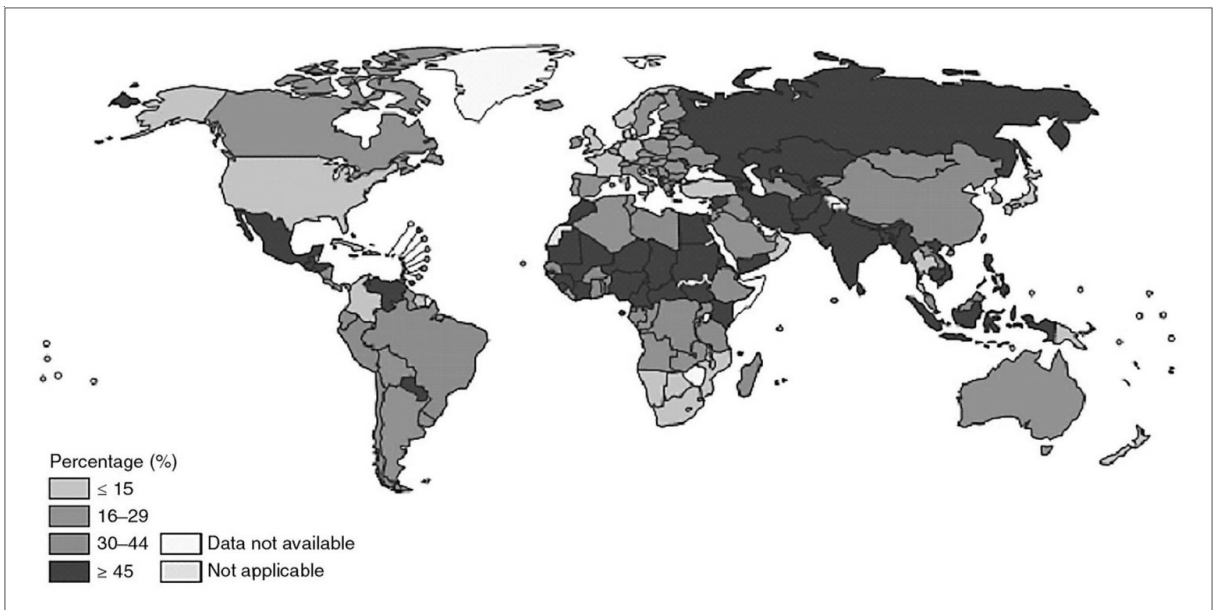 Percentage (%)
≤ 15
16–29
30–44
≥ 45
Data not available
Not applicable